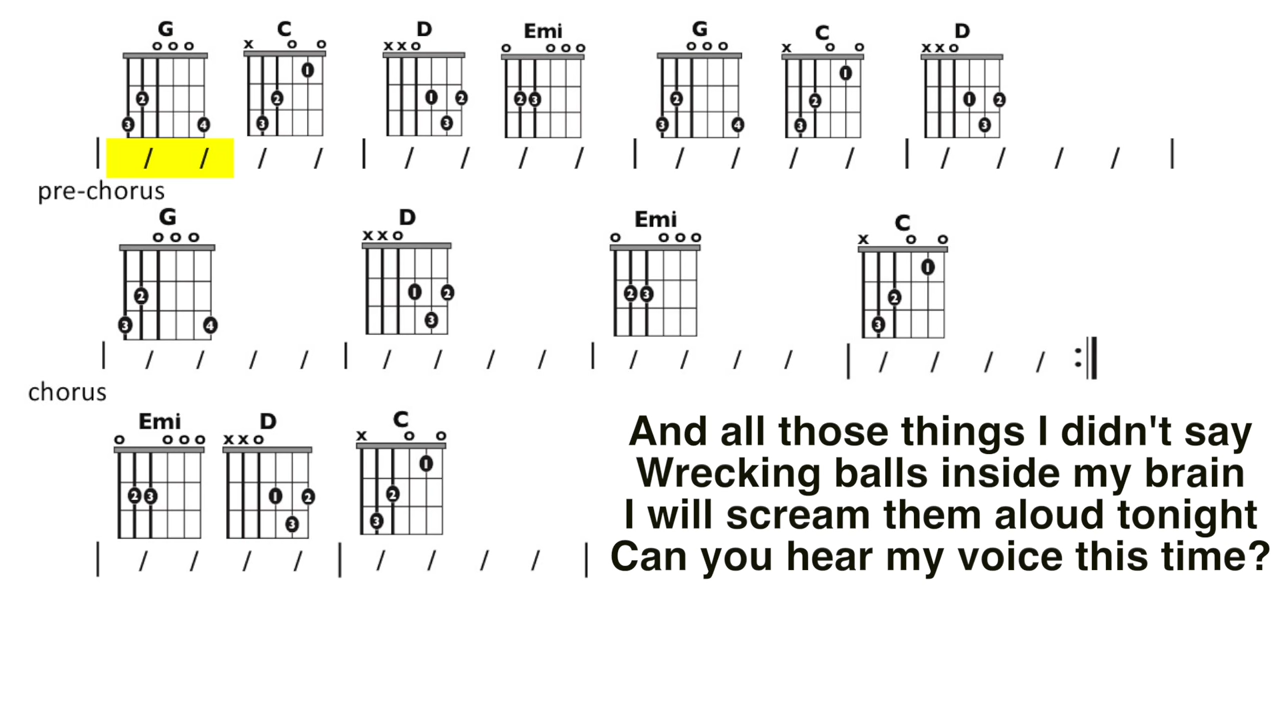 G C D Emi G C D
x o o o x o o x x o o o o o o o o x o o x x o
| / / / / | / / / / | / / / / | / / / / |
pre-chorus
G D Emi C
o o o x x o o o o o x o o
| / / / / | / / / / | / / / / | / / / / :||
chorus
Emi D C
o o o o x x o x o o
| / / / / | / / / / |
And all those things I didn't say
Wrecking balls inside my brain
I will scream them aloud tonight
Can you hear my voice this time?